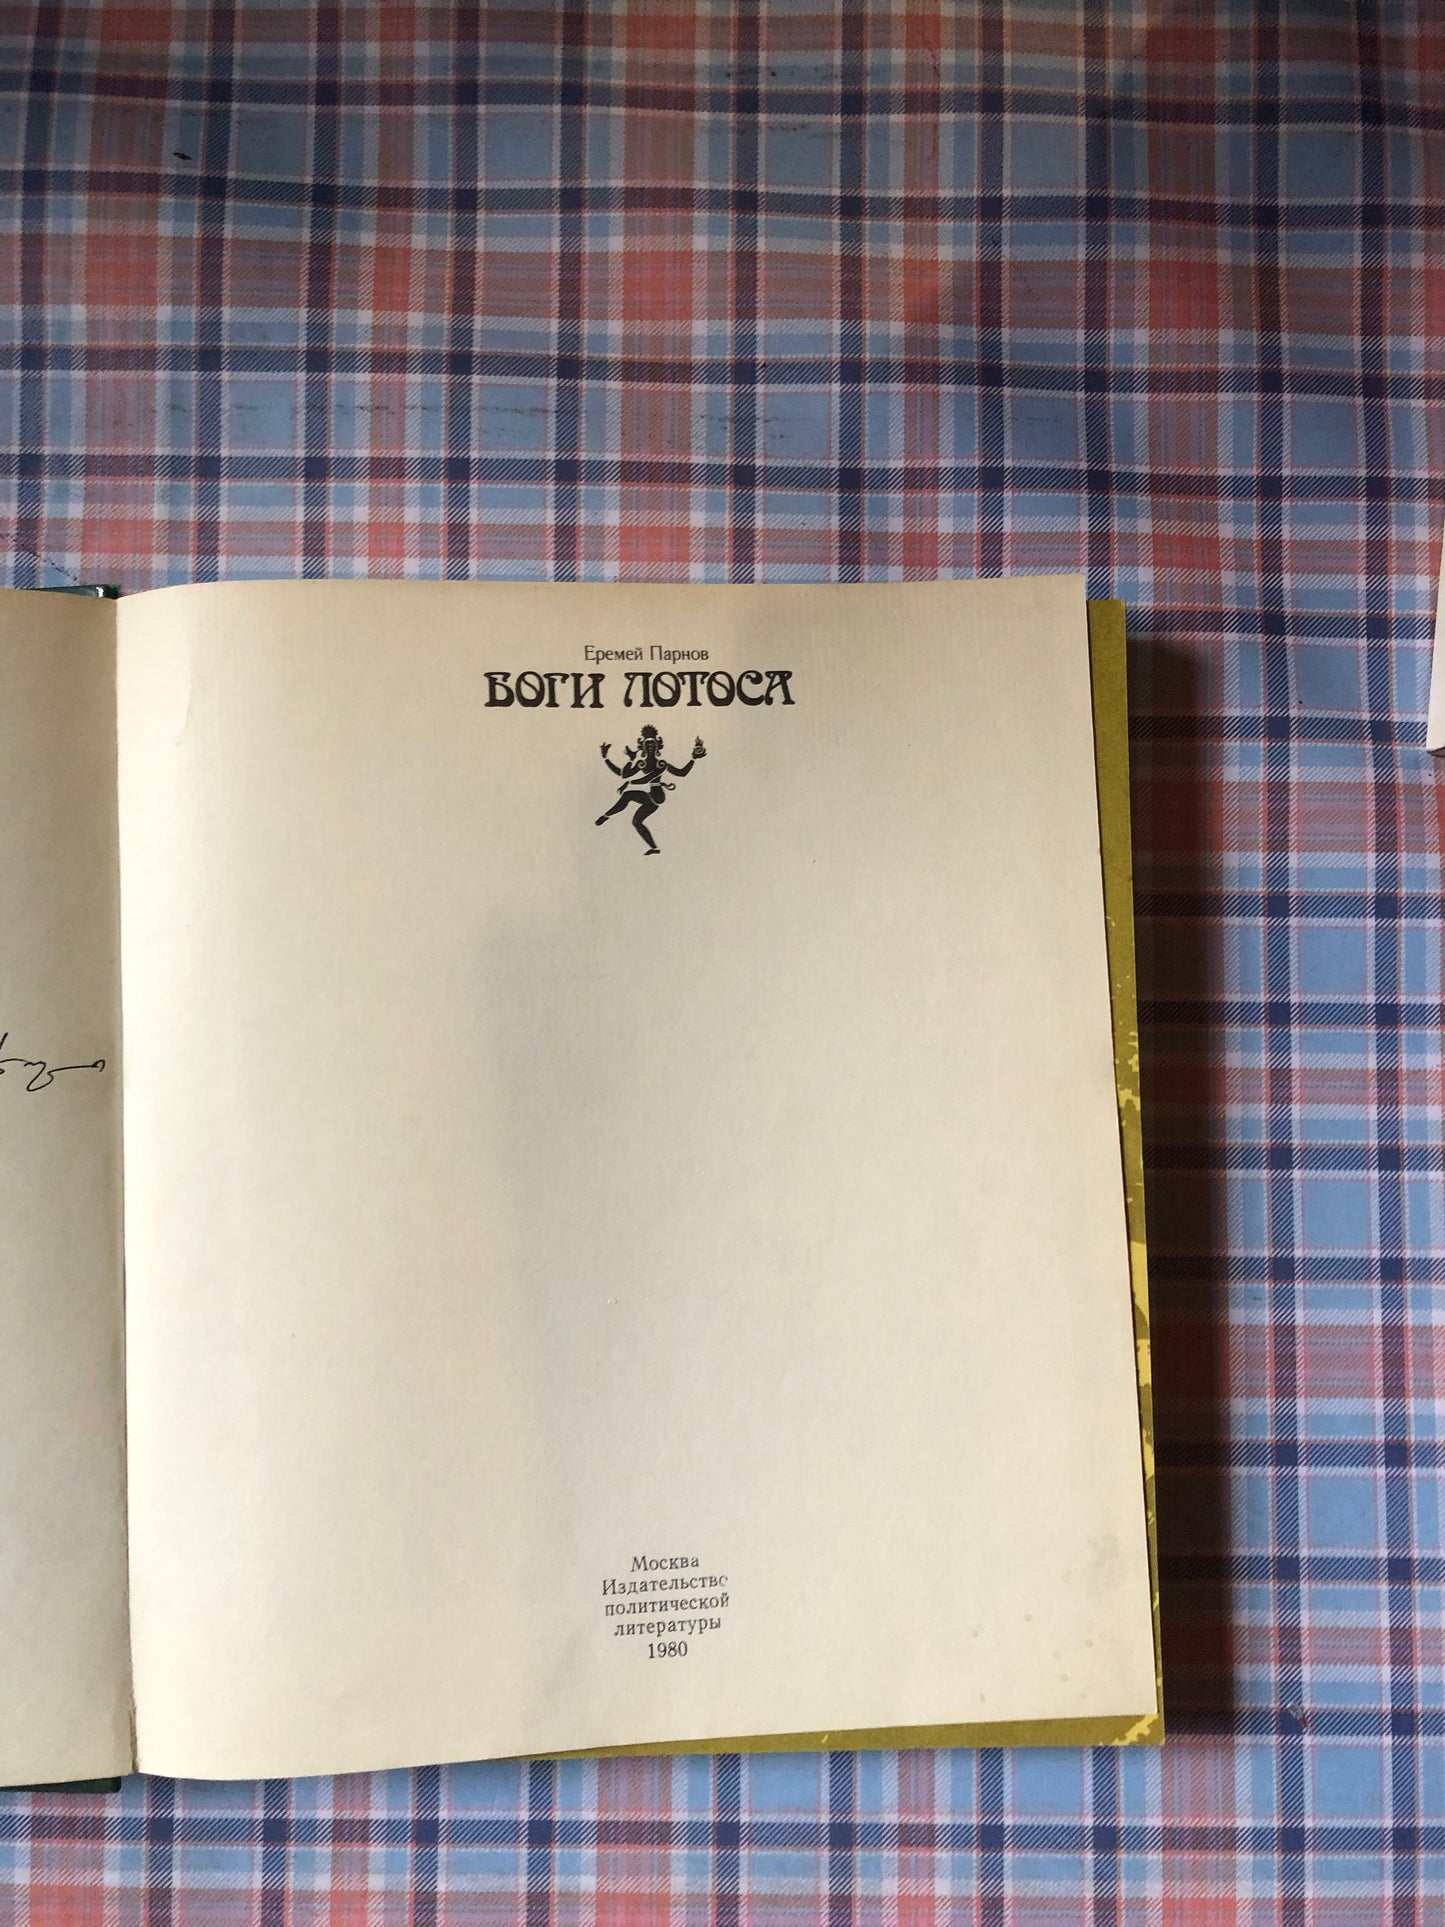 Еремей Парнов
БОГИ ЛОТОСА
Москва
Издательство
политической
литературы
1980